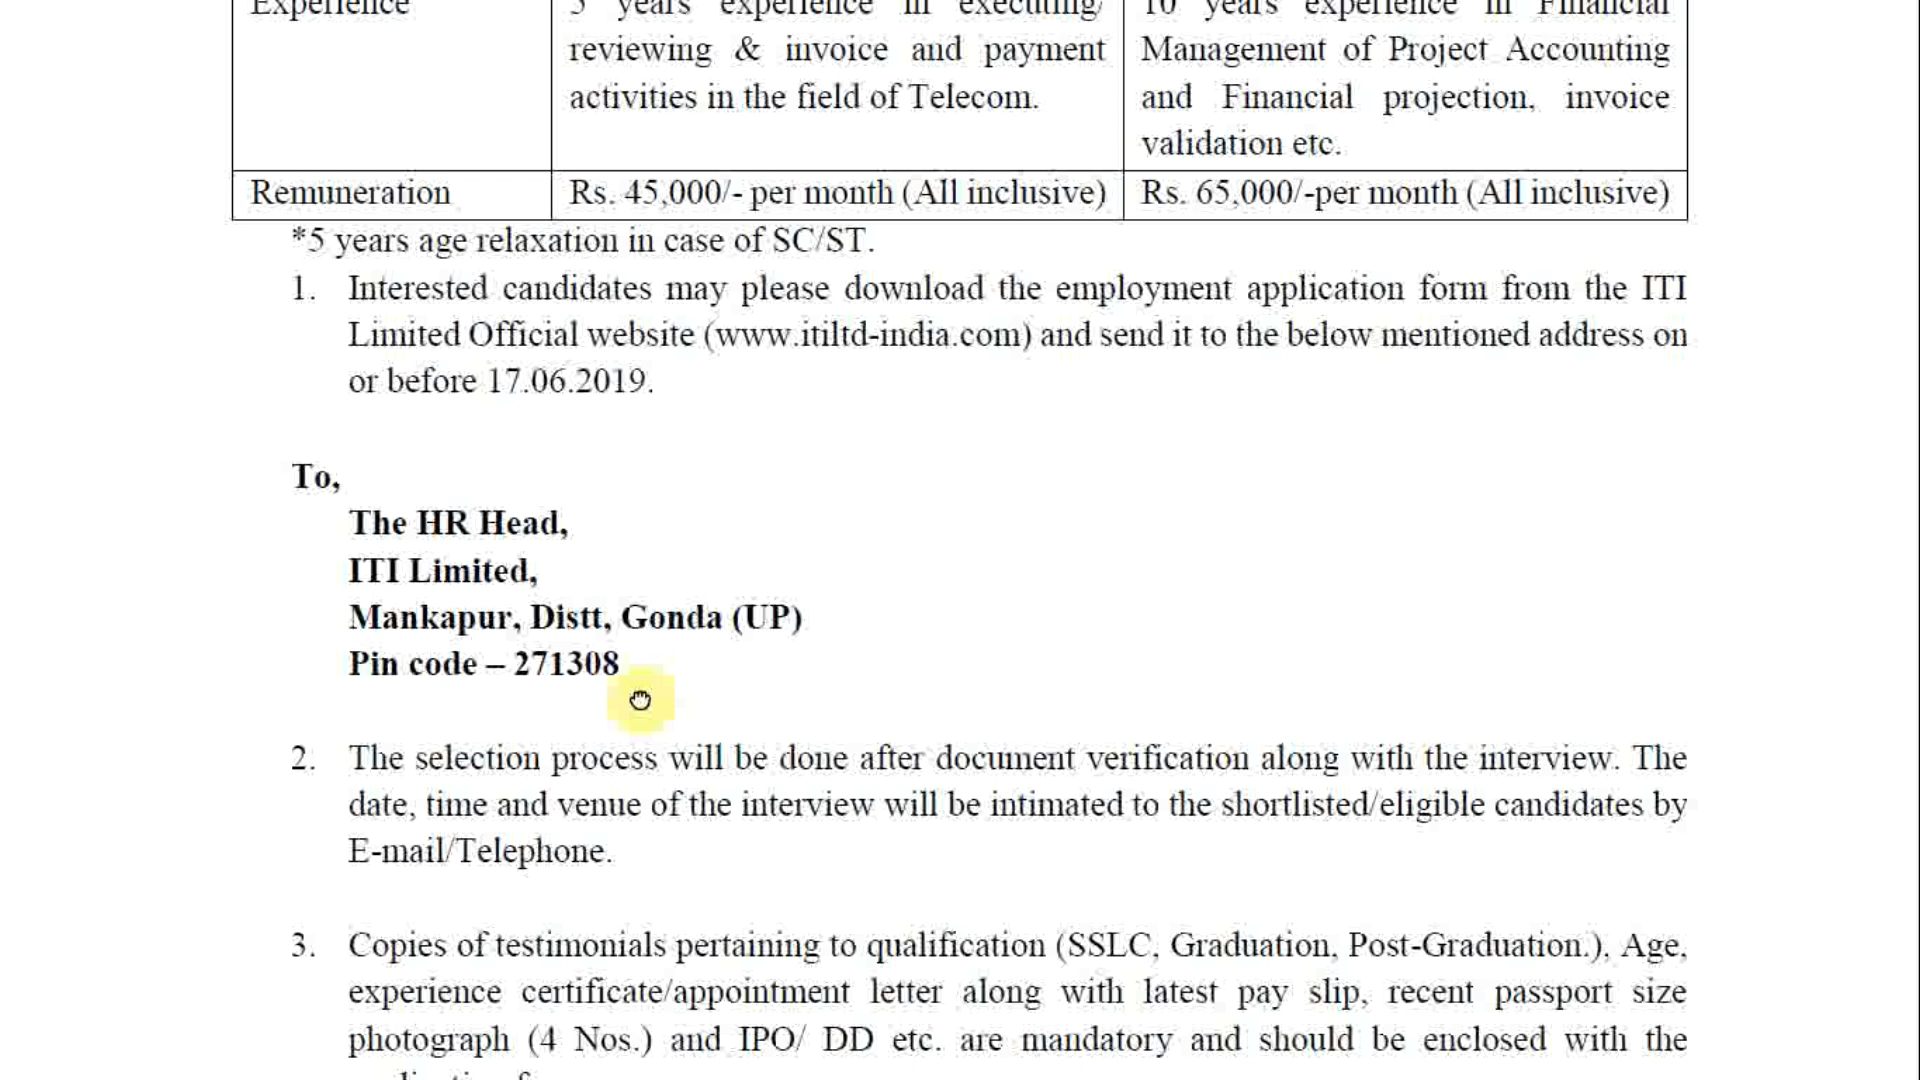 Experience 5 years experience in executing/ 10 years experience in Financial
reviewing & invoice and payment Management of Project Accounting
activities in the field of Telecom. and Financial projection, invoice
validation etc.
Remuneration Rs. 45,000/- per month (All inclusive) Rs. 65,000/-per month (All inclusive)
*5 years age relaxation in case of SC/ST.
1. Interested candidates may please download the employment application form from the ITI
Limited Official website (www.itiltd-india.com) and send it to the below mentioned address on
or before 17.06.2019.
To,
The HR Head,
ITI Limited,
Mankapur, Distt, Gonda (UP)
Pin code – 271308
2. The selection process will be done after document verification along with the interview. The
date, time and venue of the interview will be intimated to the shortlisted/eligible candidates by
E-mail/Telephone.
3. Copies of testimonials pertaining to qualification (SSLC, Graduation, Post-Graduation.), Age,
experience certificate/appointment letter along with latest pay slip, recent passport size
photograph (4 Nos.) and IPO/ DD etc. are mandatory and should be enclosed with the